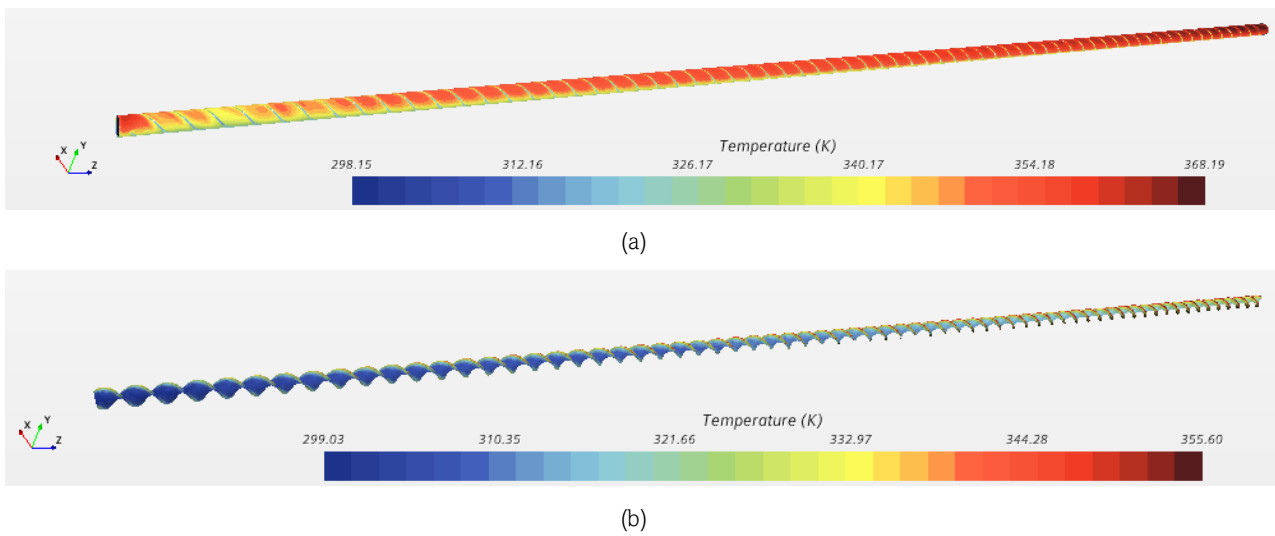 X Y Z
Temperature (K)
298.15 312.16 326.17 340.17 354.18 368.19
(a)
X Y Z
Temperature (K)
299.03 310.35 321.66 332.97 344.28 355.60
(b)